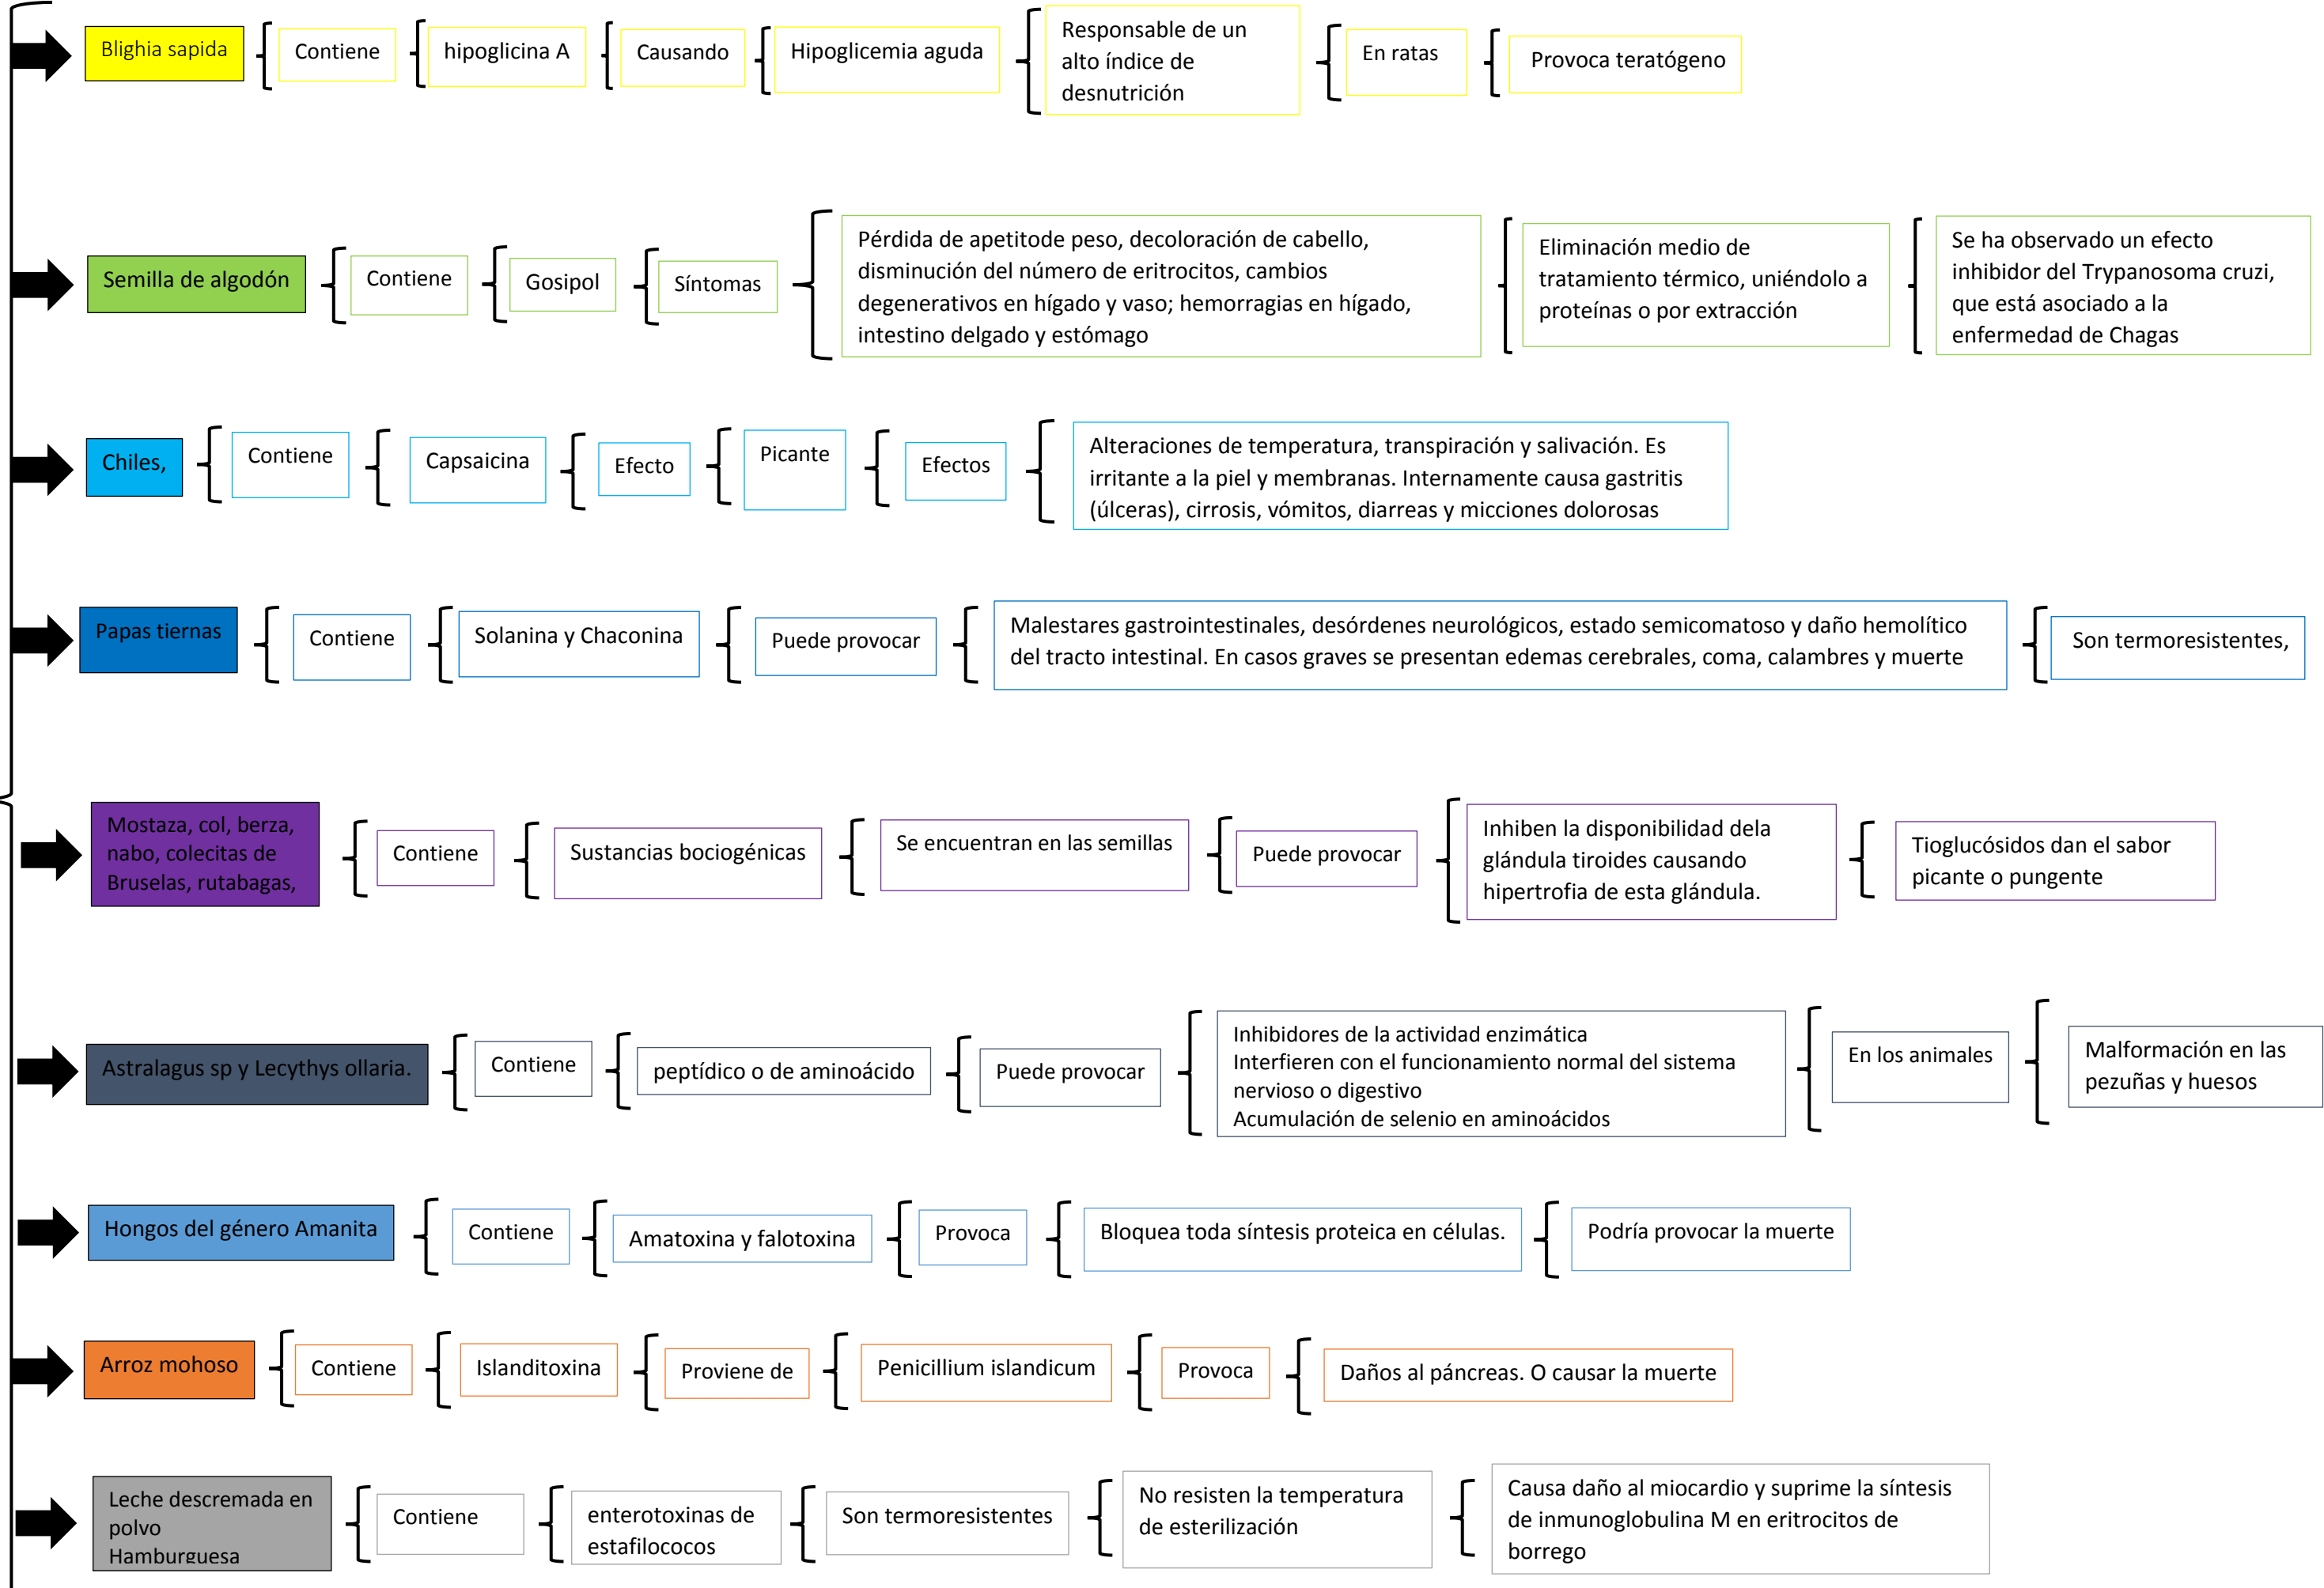 Blighia sapida
Contiene
hipoglicina A
Causando
Hipoglicemia aguda
Responsable de un
alto índice de
desnutrición
En ratas
Provoca teratógeno
Semilla de algodón
Contiene
Gosipol
Síntomas
Pérdida de apetitode peso, decoloración de cabello,
disminución del número de eritrocitos, cambios
degenerativos en hígado y vaso; hemorragias en hígado,
intestino delgado y estómago
Eliminación medio de
tratamiento térmico, uniéndolo a
proteínas o por extracción
Se ha observado un efecto
inhibidor del Trypanosoma cruzi,
que está asociado a la
enfermedad de Chagas
Chiles,
Contiene
Capsaicina
Efecto
Picante
Efectos
Alteraciones de temperatura, transpiración y salivación. Es
irritante a la piel y membranas. Internamente causa gastritis
(úlceras), cirrosis, vómitos, diarreas y micciones dolorosas
Papas tiernas
Contiene
Solanina y Chaconina
Puede provocar
Malestares gastrointestinales, desórdenes neurológicos, estado semicomatoso y daño hemolítico
del tracto intestinal. En casos graves se presentan edemas cerebrales, coma, calambres y muerte
Son termoresistentes,
Mostaza, col, berza,
nabo, colecitas de
Bruselas, rutabagas,
Contiene
Sustancias bociogénicas
Se encuentran en las semillas
Puede provocar
Inhiben la disponibilidad dela
glándula tiroides causando
hipertrofia de esta glándula.
Tioglucósidos dan el sabor
picante o pungente
Astralagus sp y Lecythys ollaria.
Contiene
peptídico o de aminoácido
Puede provocar
Inhibidores de la actividad enzimática
Interfieren con el funcionamiento normal del sistema
nervioso o digestivo
Acumulación de selenio en aminoácidos
En los animales
Malformación en las
pezuñas y huesos
Hongos del género Amanita
Contiene
Amatoxina y falotoxina
Provoca
Bloquea toda síntesis proteica en células.
Podría provocar la muerte
Arroz mohoso
Contiene
Islanditoxina
Proviene de
Penicillium islandicum
Provoca
Daños al páncreas. O causar la muerte
Leche descremada en
polvo
Hamburguesa
Contiene
enterotoxinas de
estafilococos
Son termoresistentes
No resisten la temperatura
de esterilización
Causa daño al miocardio y suprime la síntesis
de inmunoglobulina M en eritrocitos de
borrego